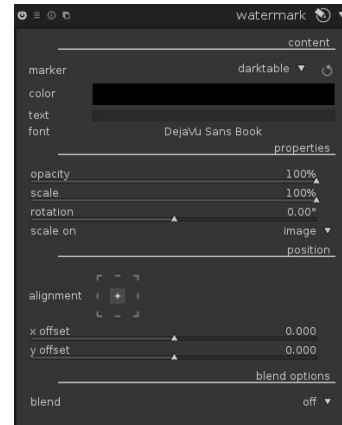 watermark
content
marker darktable
color
text
font DejaVu Sans Book
properties
opacity 100%
scale 100%
rotation 0.00°
scale on image
position
alignment
x offset 0.000
y offset 0.000
blend options
blend off